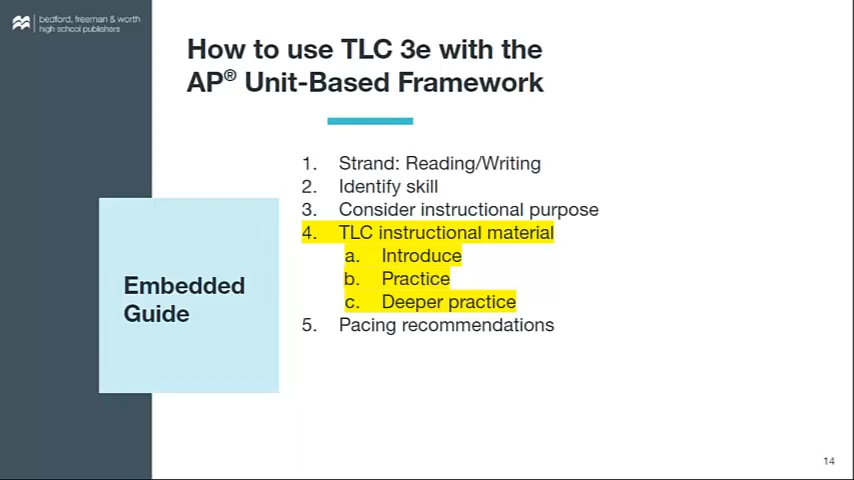 bedford, freeman & worth
high school publishers
How to use TLC 3e with the
AP® Unit-Based Framework
Embedded
Guide
1. Strand: Reading/Writing
2. Identify skill
3. Consider instructional purpose
4. TLC instructional material
a. Introduce
b. Practice
c. Deeper practice
5. Pacing recommendations
14